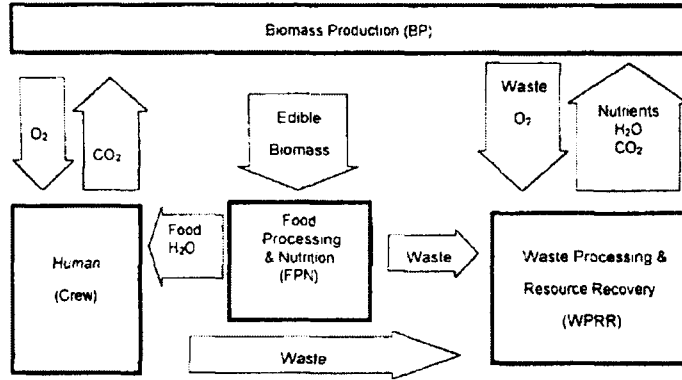 Biomass Production (BP)
O₂
CO₂
Edible
Biomass
Waste
O₂
Nutrients
H₂O
CO₂
Human
(Crew)
Food
H₂O
Food
Processing
& Nutrition
(FPN)
Waste
Waste Processing &
Resource Recovery
(WPRR)
Waste